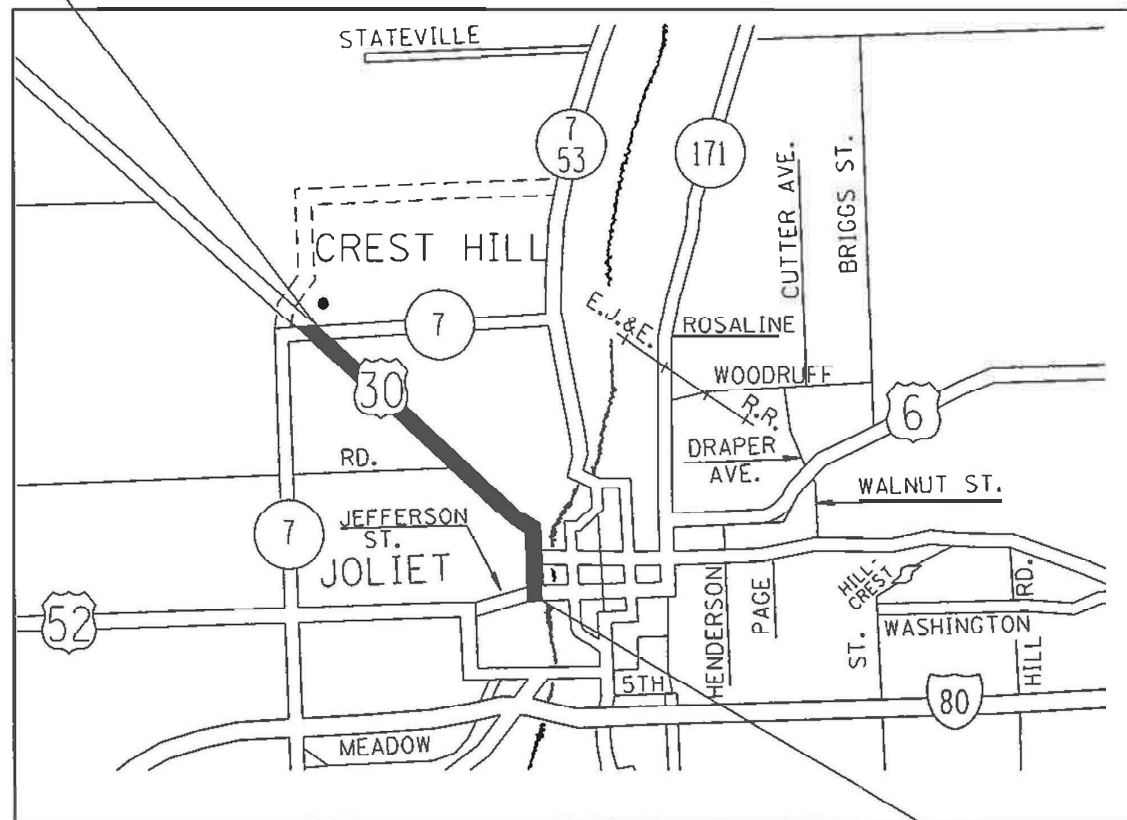 STATEVILLE
7
53
171
CUTTER AVE.
BRIGGS ST.
CREST HILL
7
E.J.&E.
R.R.
ROSALINE
WOODRUFF
30
6
DRAPER
AVE.
RD.
WALNUT ST.
JEFFERSON
ST.
7
JOLIET
HENDERSON
PAGE
HILL-
CREST
RD.
52
ST.
WASHINGTON
HILL
5TH
80
MEADOW